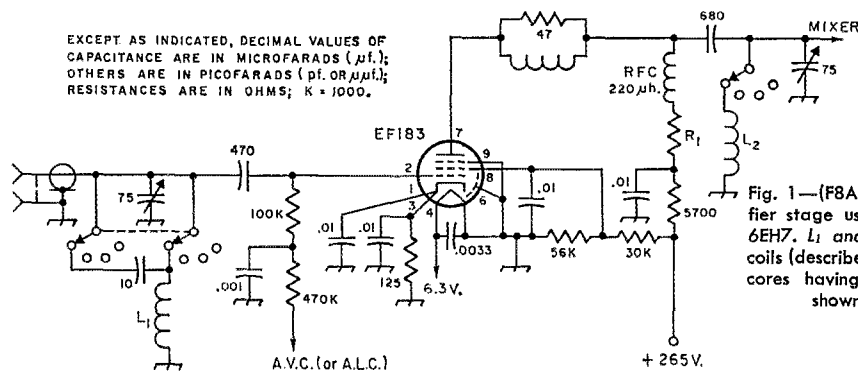 EXCEPT AS INDICATED, DECIMAL VALUES OF
CAPACITANCE ARE IN MICROFARADS (µf.);
OTHERS ARE IN PICOFARADS (pf. OR µµf.);
RESISTANCES ARE IN OHMS; K = 1000.
47
680
MIXER
RFC
220µh.
75
R1
L2
EF183
7
9
8
2
1
3
4
6
470
75
100K
.01
.01
.01
.01
5700
.0033
56K
30K
125
6.3 V.
10
.001
470K
L1
A.V.C. (or A.L.C.)
+265V.
Fig. 1—(F8A
fier stage us
6EH7. L1 and
coils (describe
cores having
shown